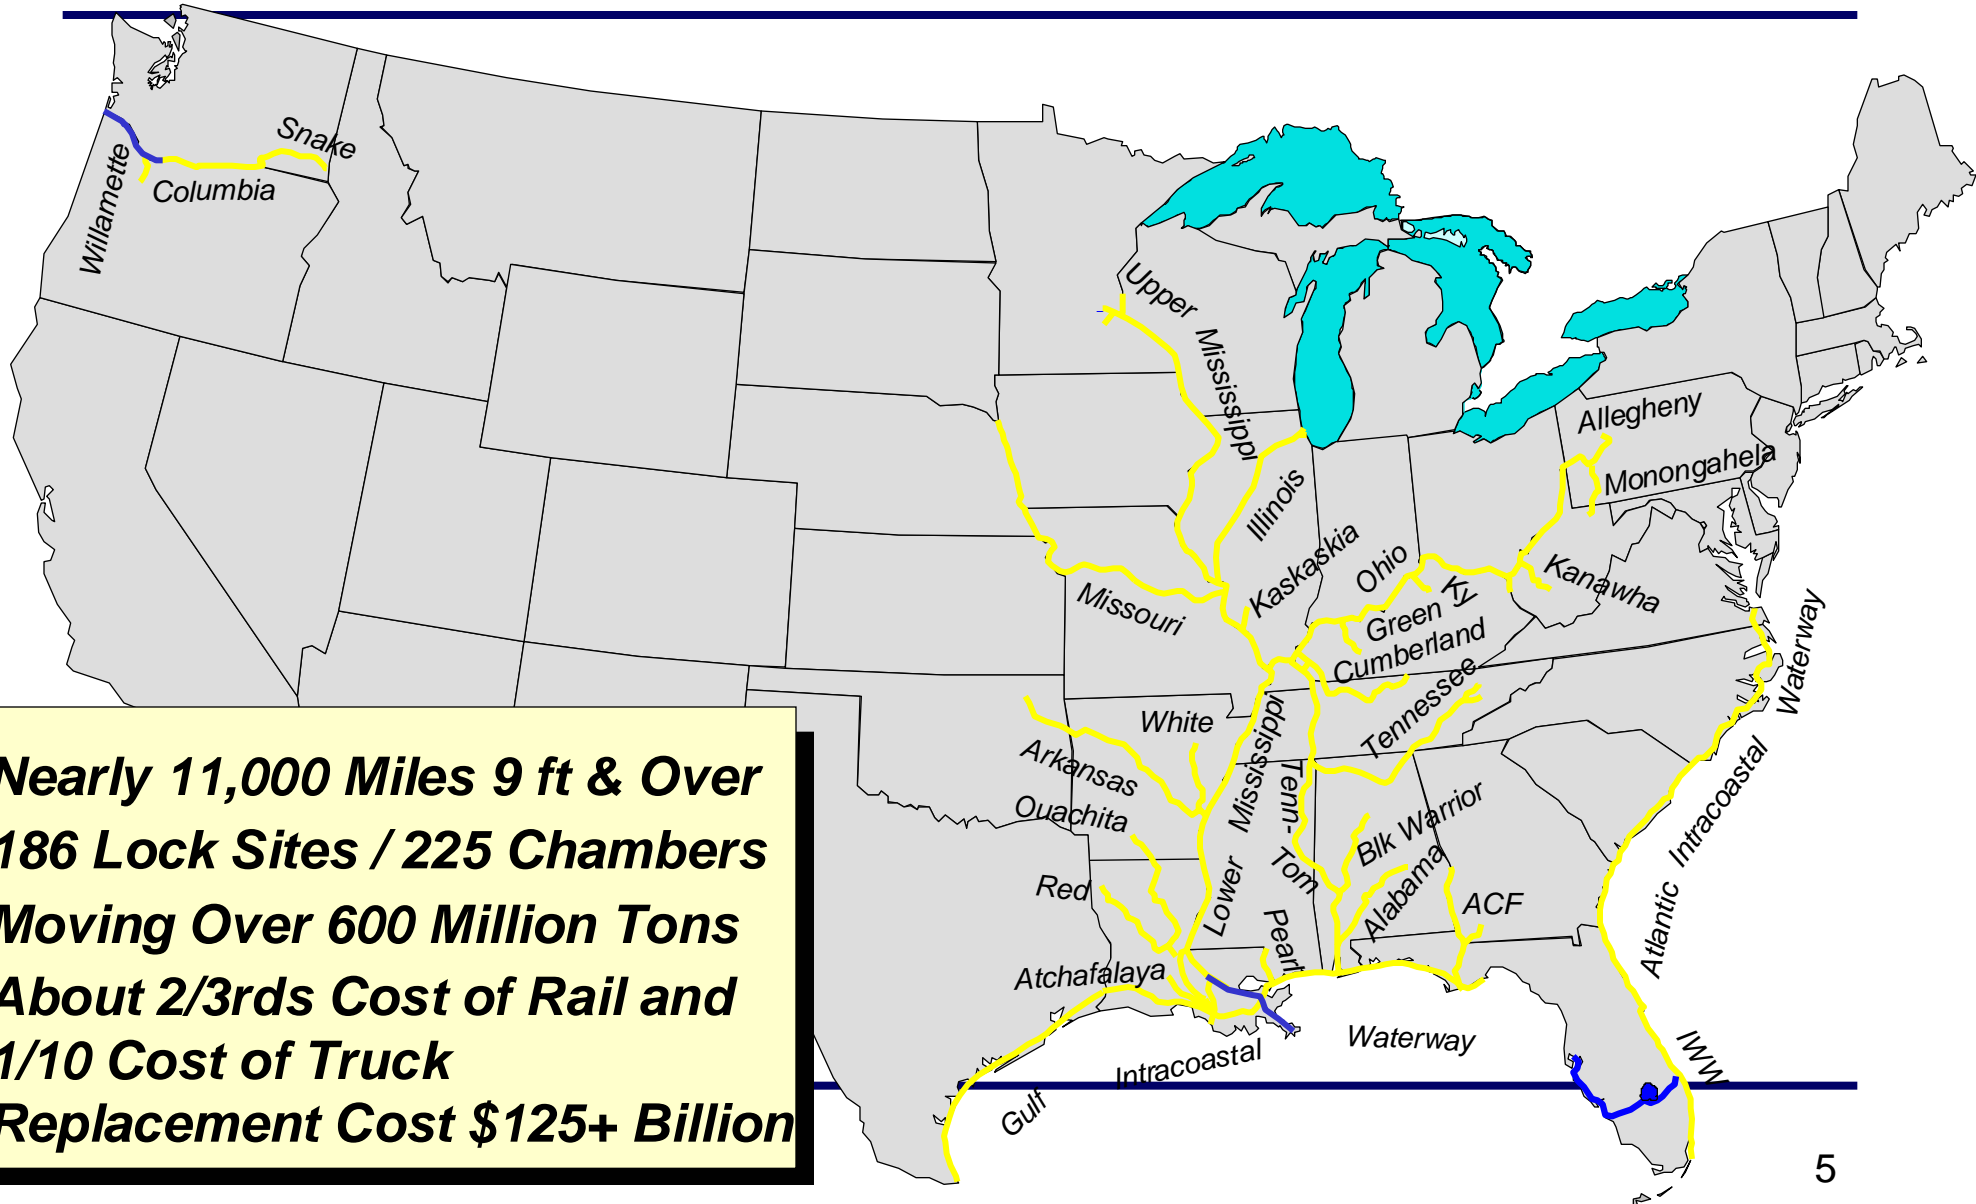 Snake
Willamette
Columbia
Upper
Mississippi
Allegheny
Monongahela
Illinois
Kaskaskia
Ohio
Ky
Kanawha
Missouri
Green
Cumberland
Tennessee
Waterway
White
Arkansas
Ouachita
Lower Mississippi
Tenn-
Tom
Blk Warrior
Alabama
Intracoastal
Atlantic
Red
Pearl
ACF
Atchafalaya
Waterway
Intracoastal
Gulf
IWW
Nearly 11,000 Miles 9 ft & Over
186 Lock Sites / 225 Chambers
Moving Over 600 Million Tons
About 2/3rds Cost of Rail and
1/10 Cost of Truck
Replacement Cost $125+ Billion
5